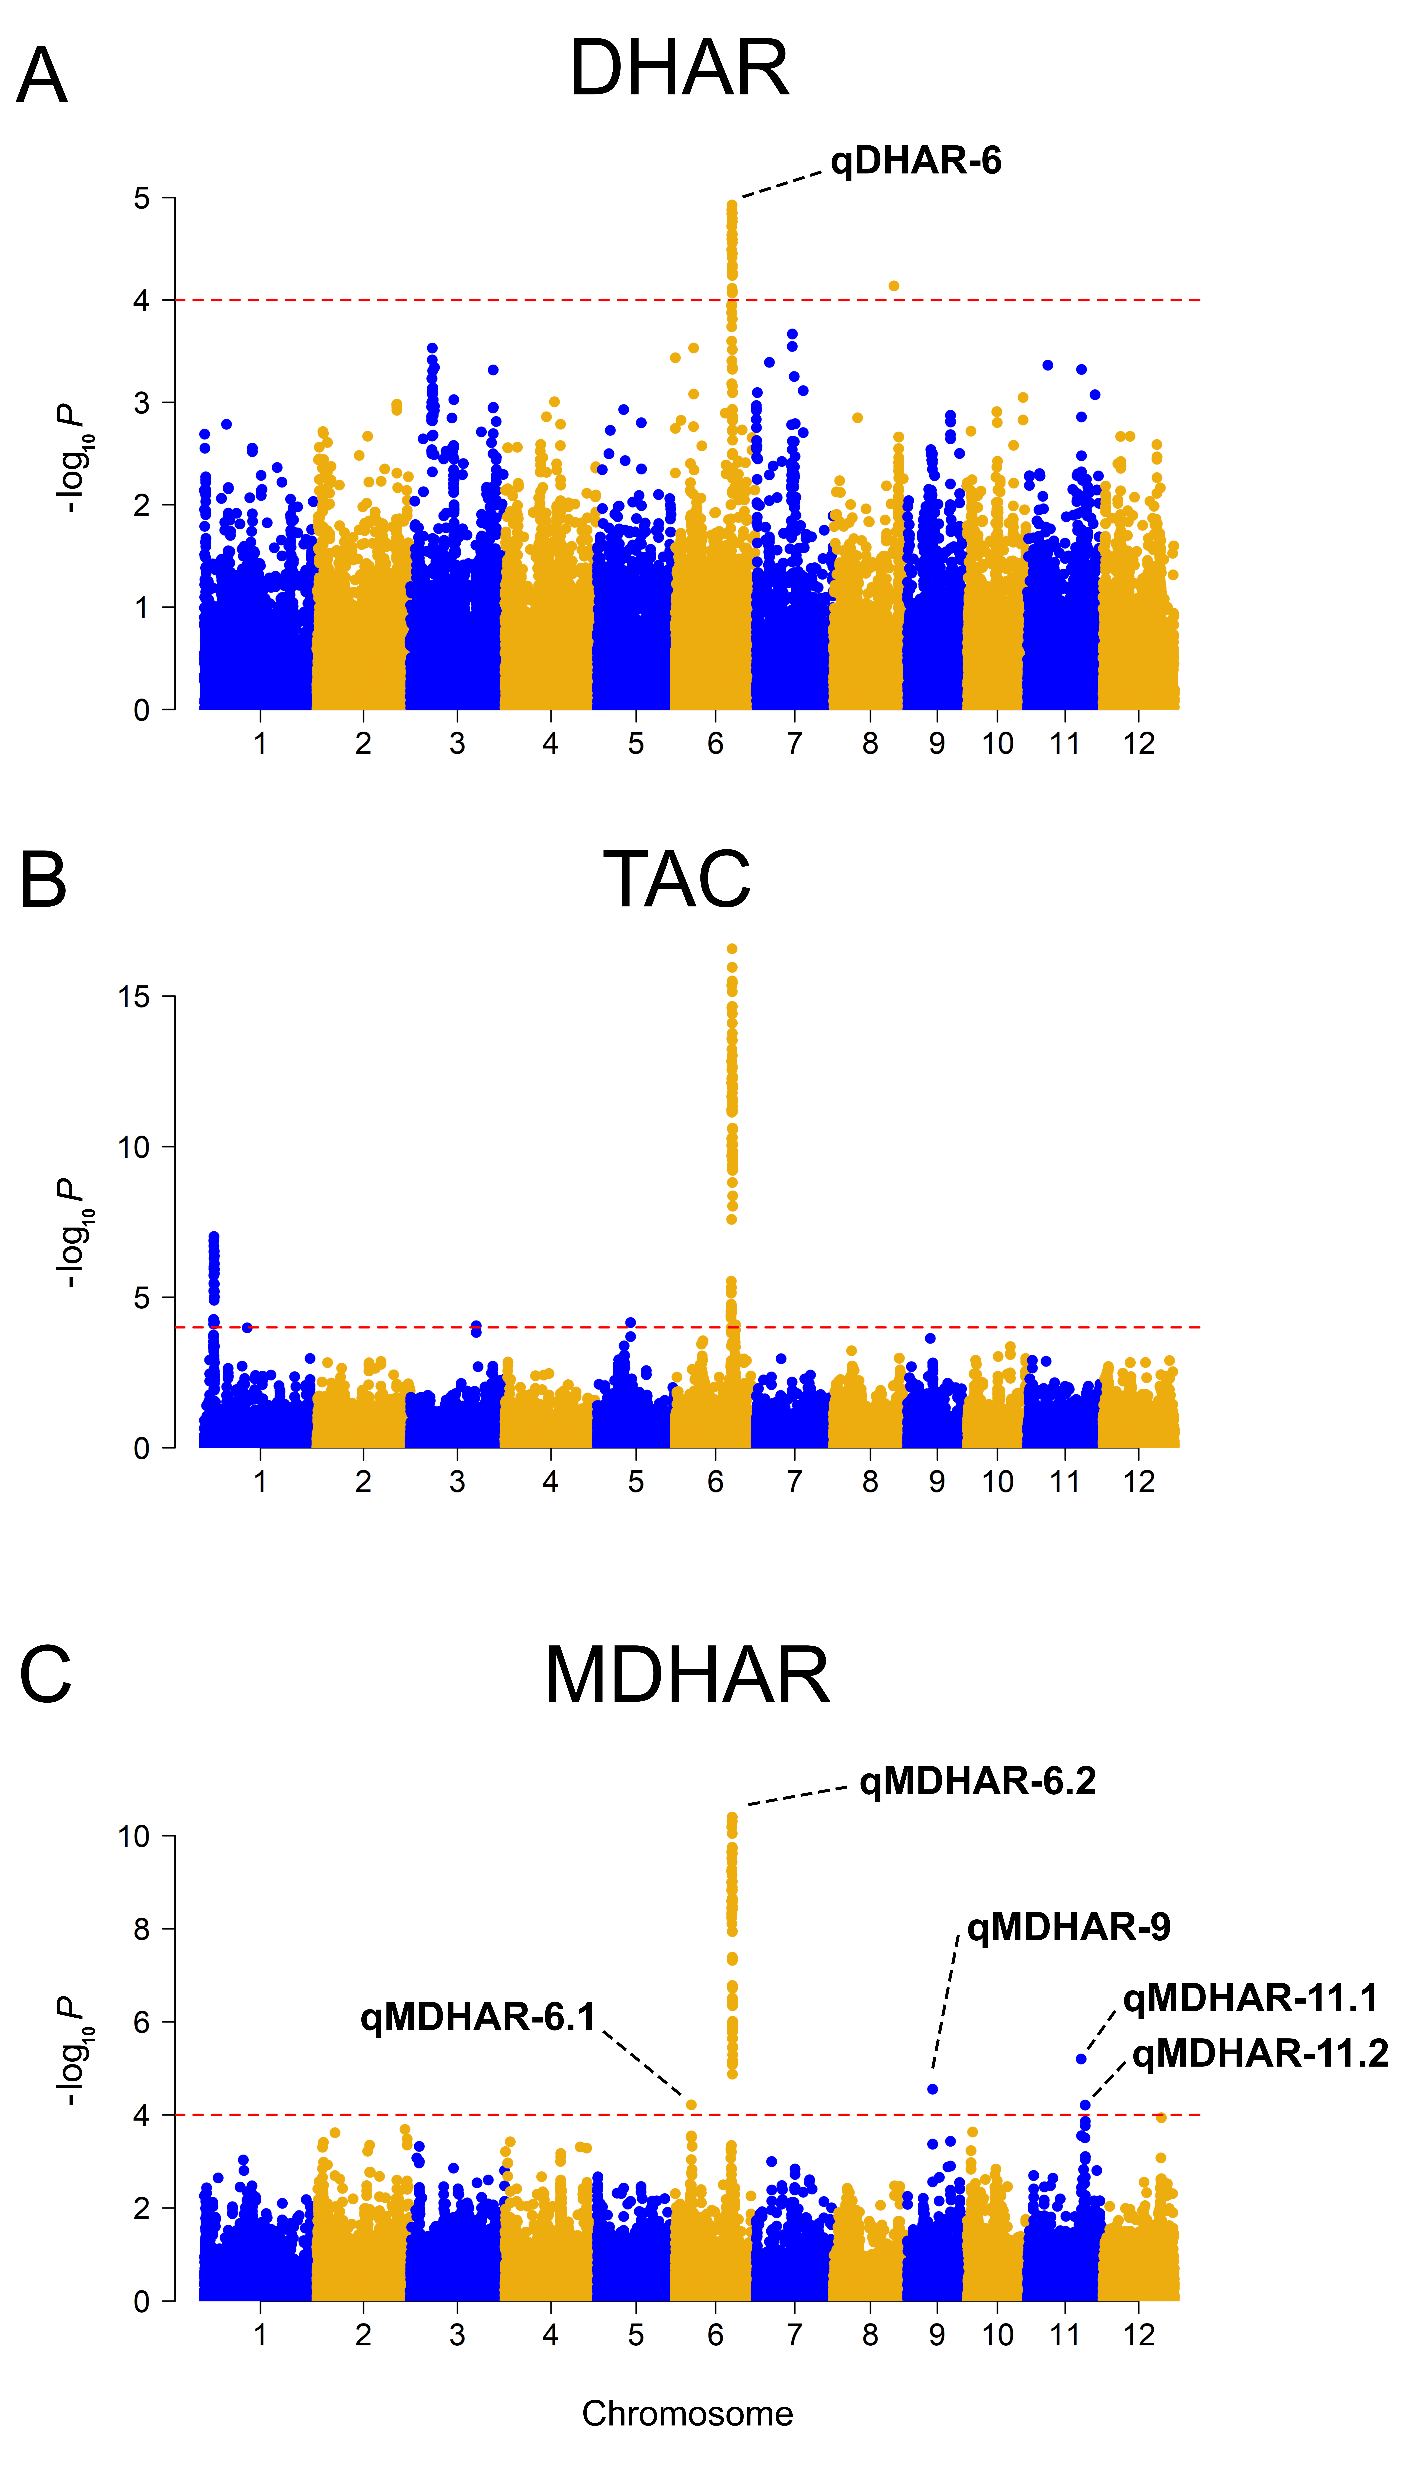 A
DHAR
qDHAR-6
5
4
3
2
1
0
-log10 P
1 2 3 4 5 6 7 8 9 10 11 12
B
TAC
15
10
5
0
-log10 P
1 2 3 4 5 6 7 8 9 10 11 12
C
MDHAR
qMDHAR-6.2
qMDHAR-9
qMDHAR-6.1
qMDHAR-11.1
qMDHAR-11.2
10
8
6
4
2
0
-log10 P
1 2 3 4 5 6 7 8 9 10 11 12
Chromosome